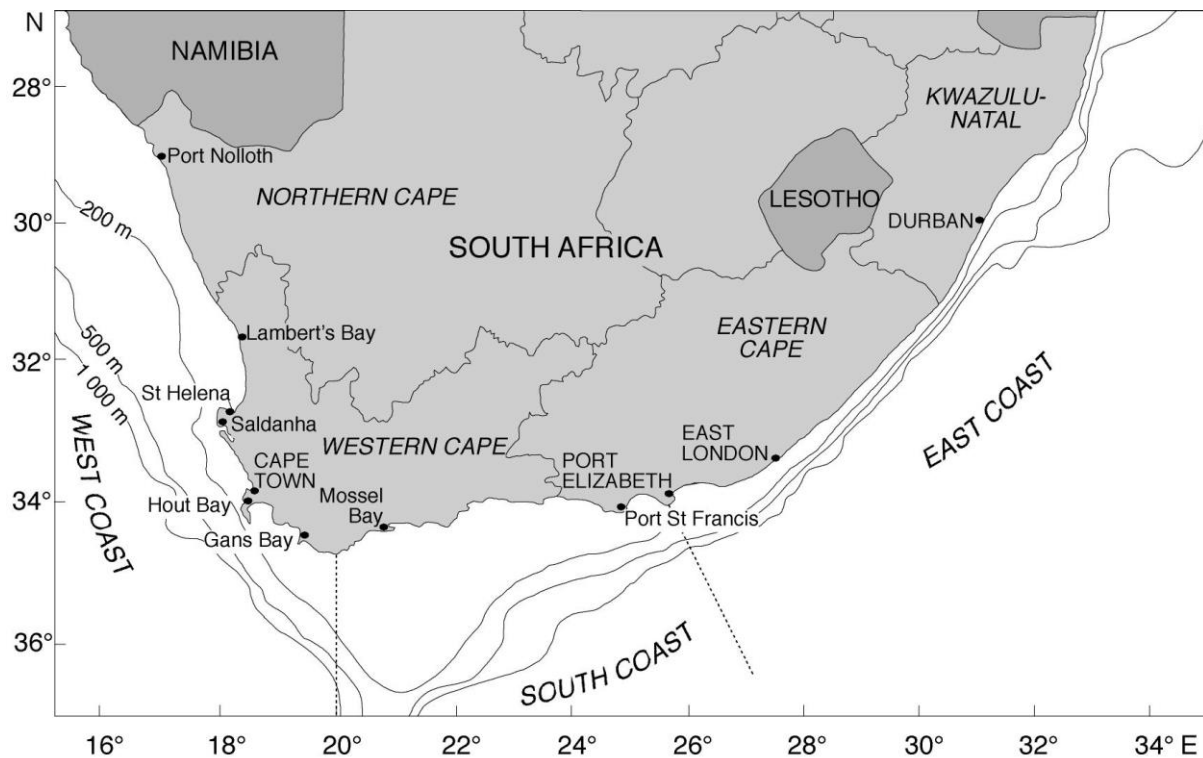 N
NAMIBIA
28°
KWAZULU-
NATAL
Port Nolloth
NORTHERN CAPE
LESOTHO
200 m
30°
DURBAN
SOUTH AFRICA
Lambert's Bay
EASTERN
CAPE
32°
500 m
1 000 m
St Helena
Saldanha
WEST COAST
WESTERN CAPE
EAST
LONDON
EAST COAST
CAPE
TOWN
PORT
ELIZABETH
34°
Hout Bay
Mossel
Bay
Gans Bay
Port St Francis
36°
SOUTH COAST
16°
18°
20°
22°
24°
26°
28°
30°
32°
34° E